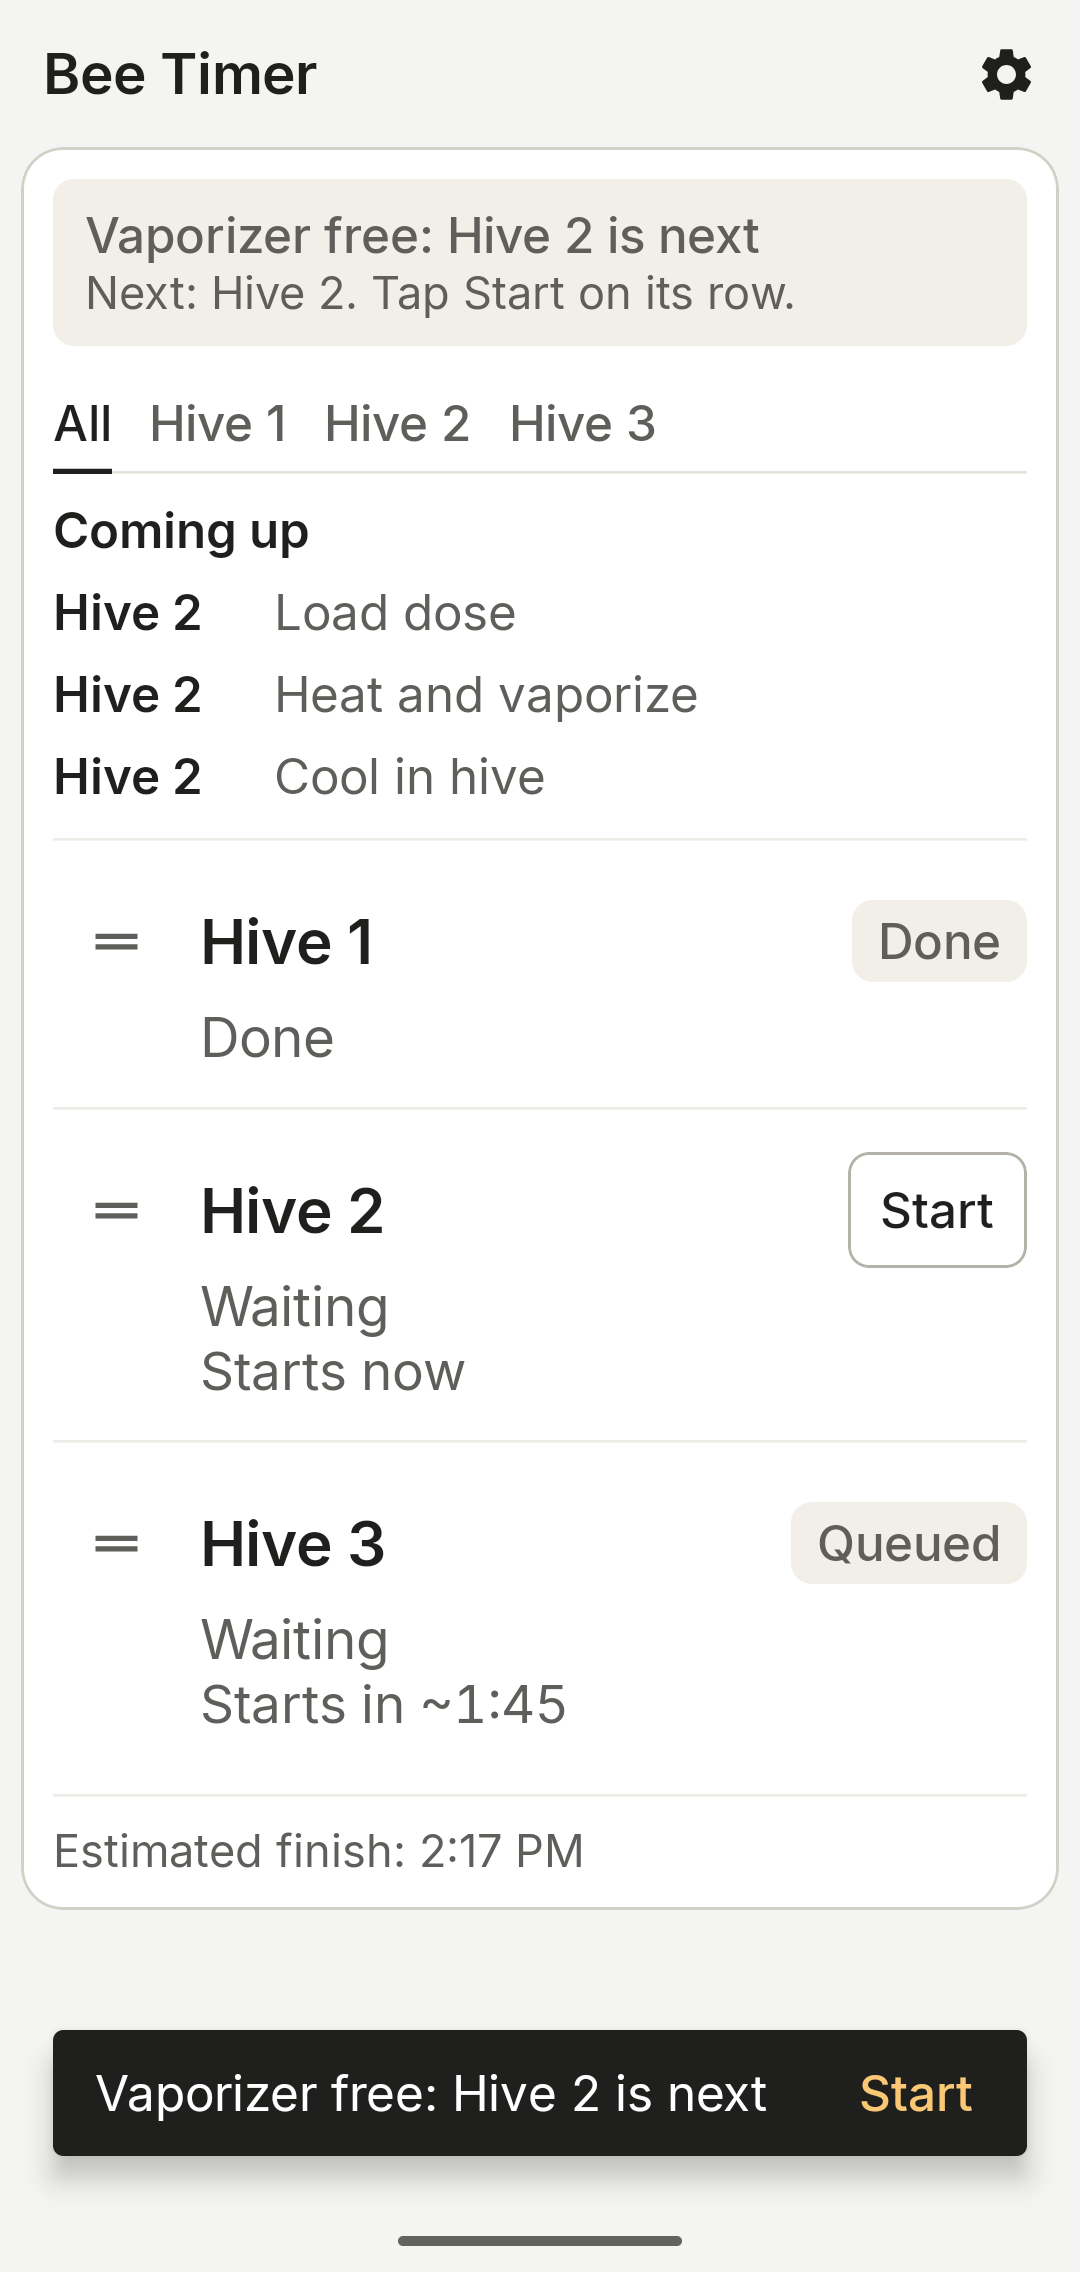 Bee Timer
Vaporizer free: Hive 2 is next
Next: Hive 2. Tap Start on its row.
All Hive 1 Hive 2 Hive 3
Coming up
Hive 2 Load dose
Hive 2 Heat and vaporize
Hive 2 Cool in hive
Hive 1 Done
Done
Hive 2 Start
Waiting
Starts now
Hive 3 Queued
Waiting
Starts in ~1:45
Estimated finish: 2:17 PM
Vaporizer free: Hive 2 is next Start